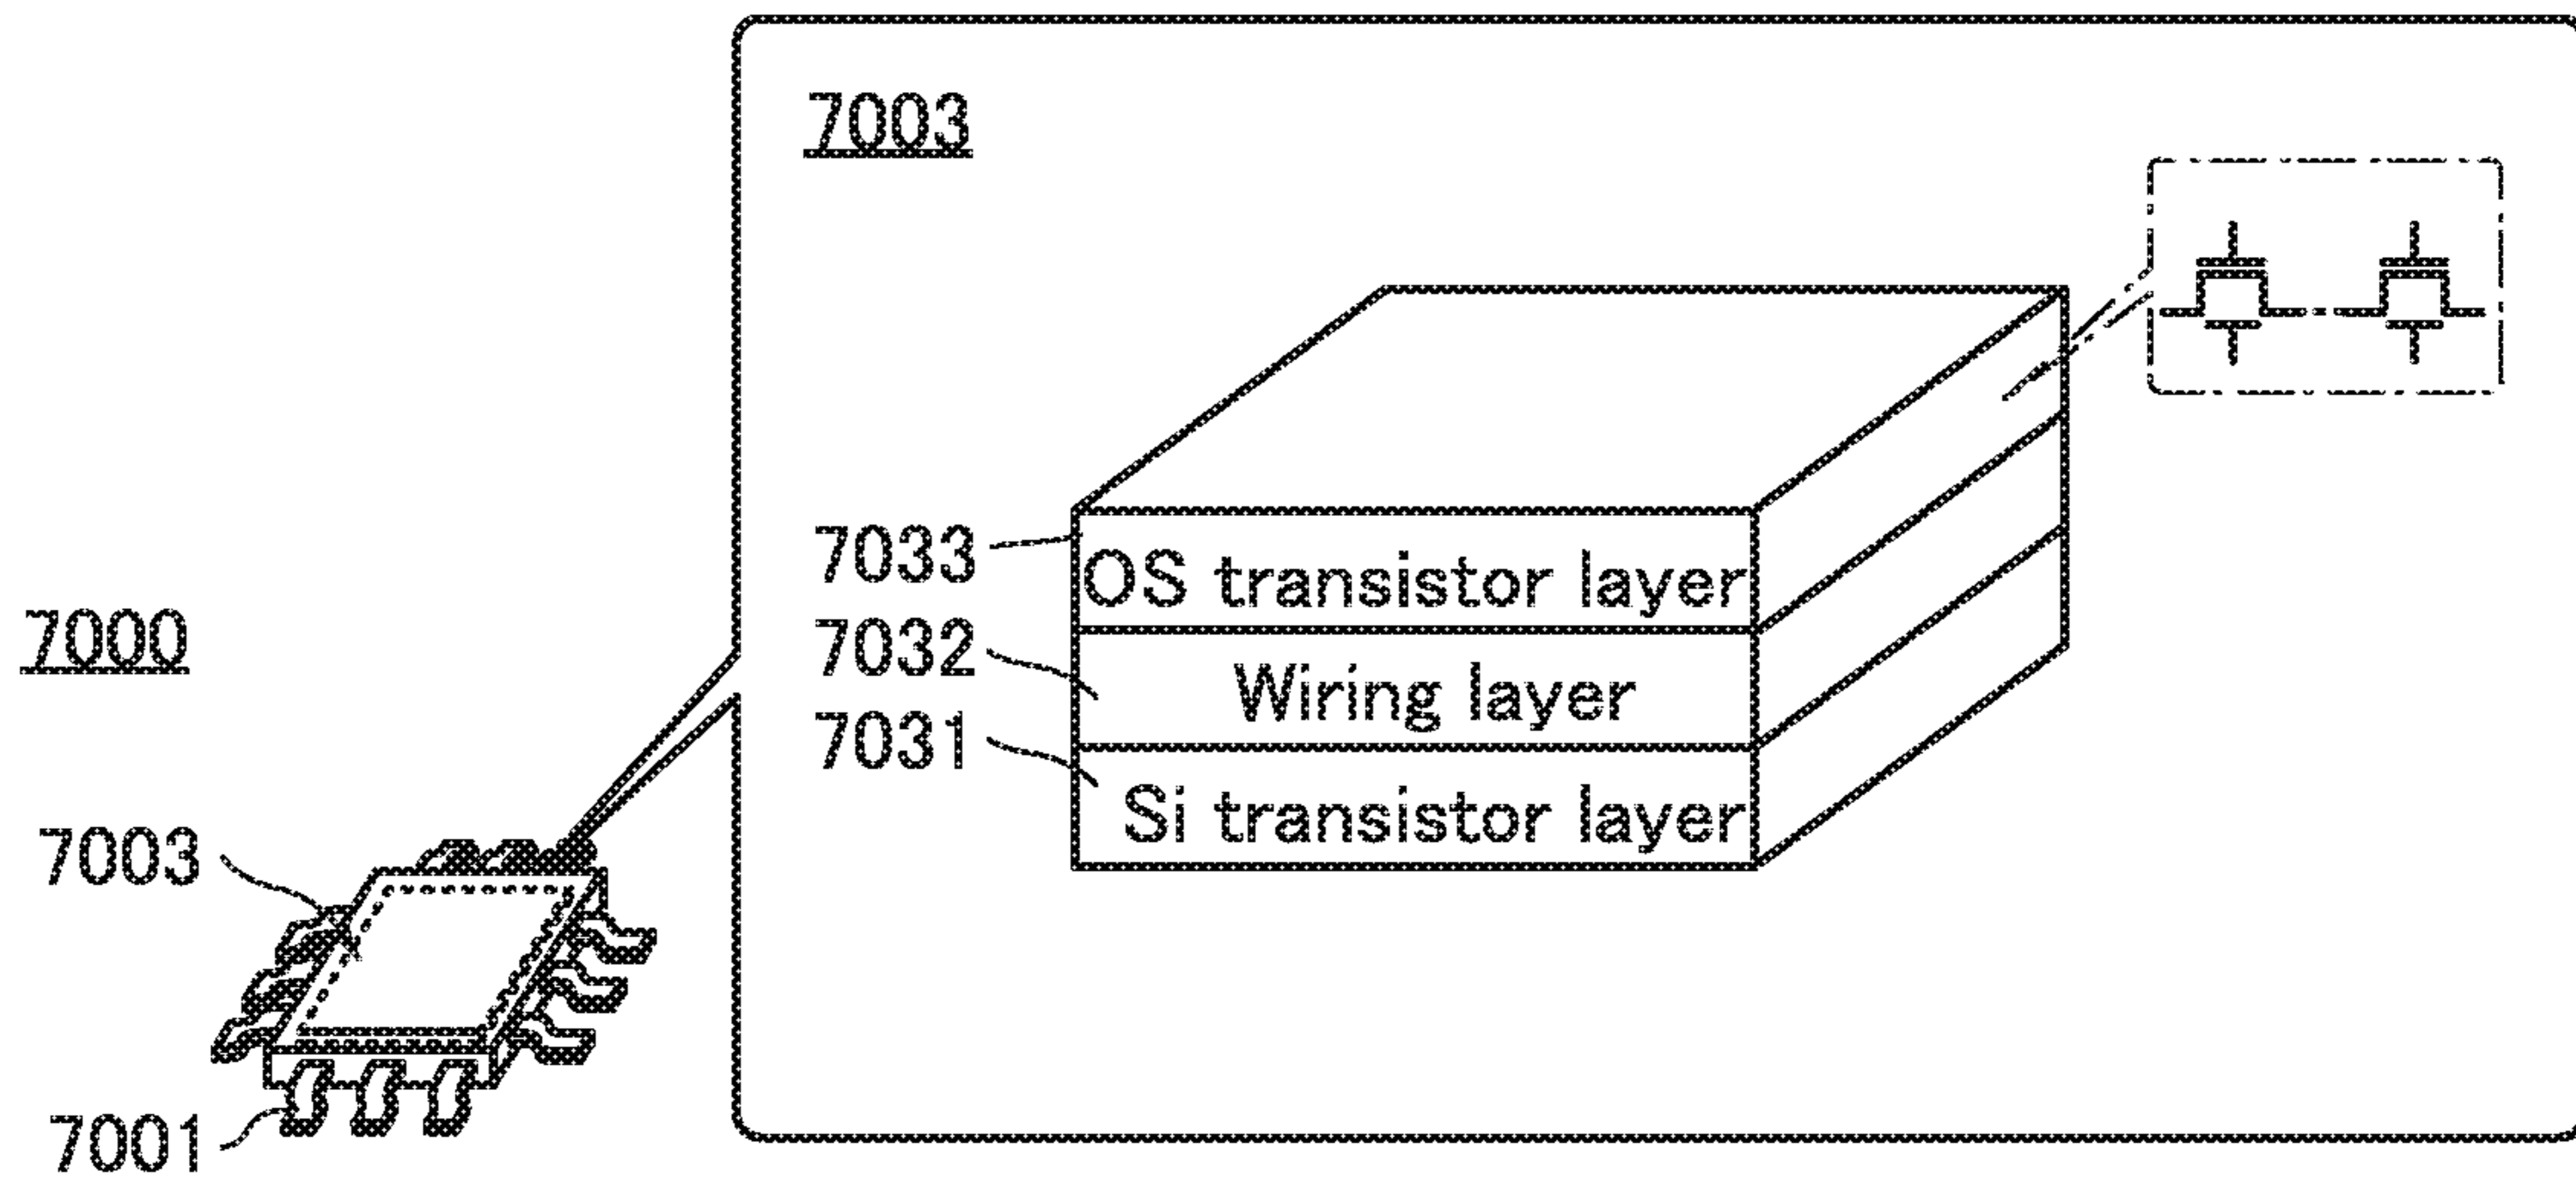 7003
7033
OS transistor layer
7000
7032
Wiring layer
7031
Si transistor layer
7003
7001